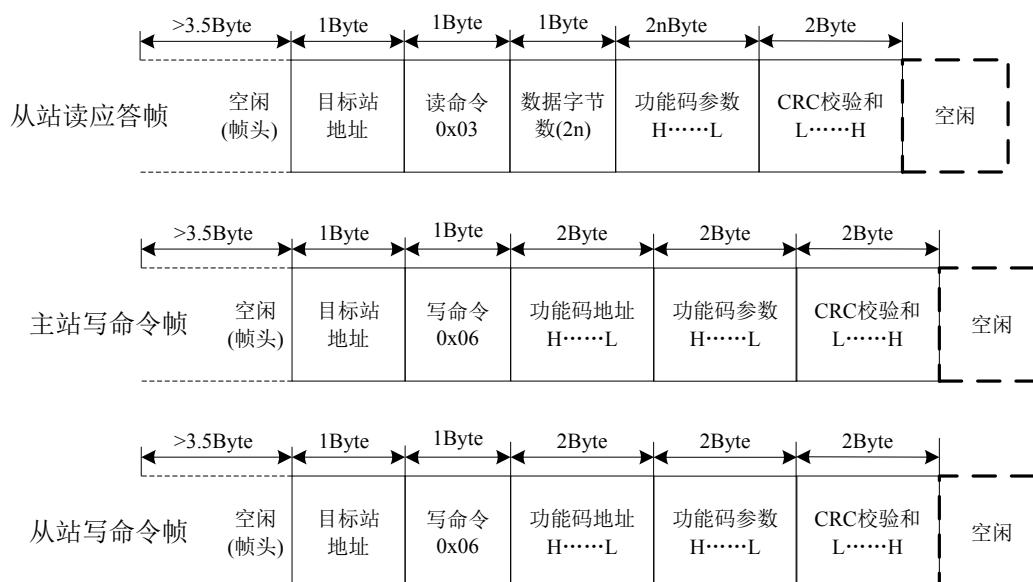 >3.5Byte 1Byte 1Byte 1Byte 2nByte 2Byte
从站读应答帧
空闲
(帧头)
目标站
地址
读命令
0x03
数据字节
数(2n)
功能码参数
H……L
CRC校验和
L……H
空闲
>3.5Byte 1Byte 1Byte 2Byte 2Byte 2Byte
主站写命令帧
空闲
(帧头)
目标站
地址
写命令
0x06
功能码地址
H……L
功能码参数
H……L
CRC校验和
L……H
空闲
>3.5Byte 1Byte 1Byte 2Byte 2Byte 2Byte
从站写命令帧
空闲
(帧头)
目标站
地址
写命令
0x06
功能码地址
H……L
功能码参数
H……L
CRC校验和
L……H
空闲